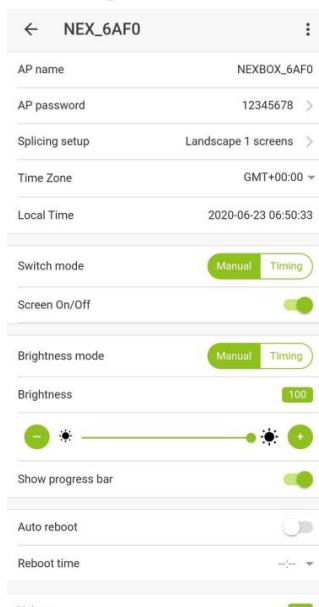 NEX_6AF0
AP name NEXBOX_6AF0
AP password 12345678
Splicing setup Landscape 1 screens
Time Zone GMT+00:00
Local Time 2020-06-23 06:50:33
Switch mode Manual Timing
Screen On/Off
Brightness mode Manual Timing
Brightness 100
Show progress bar
Auto reboot
Reboot time --:--